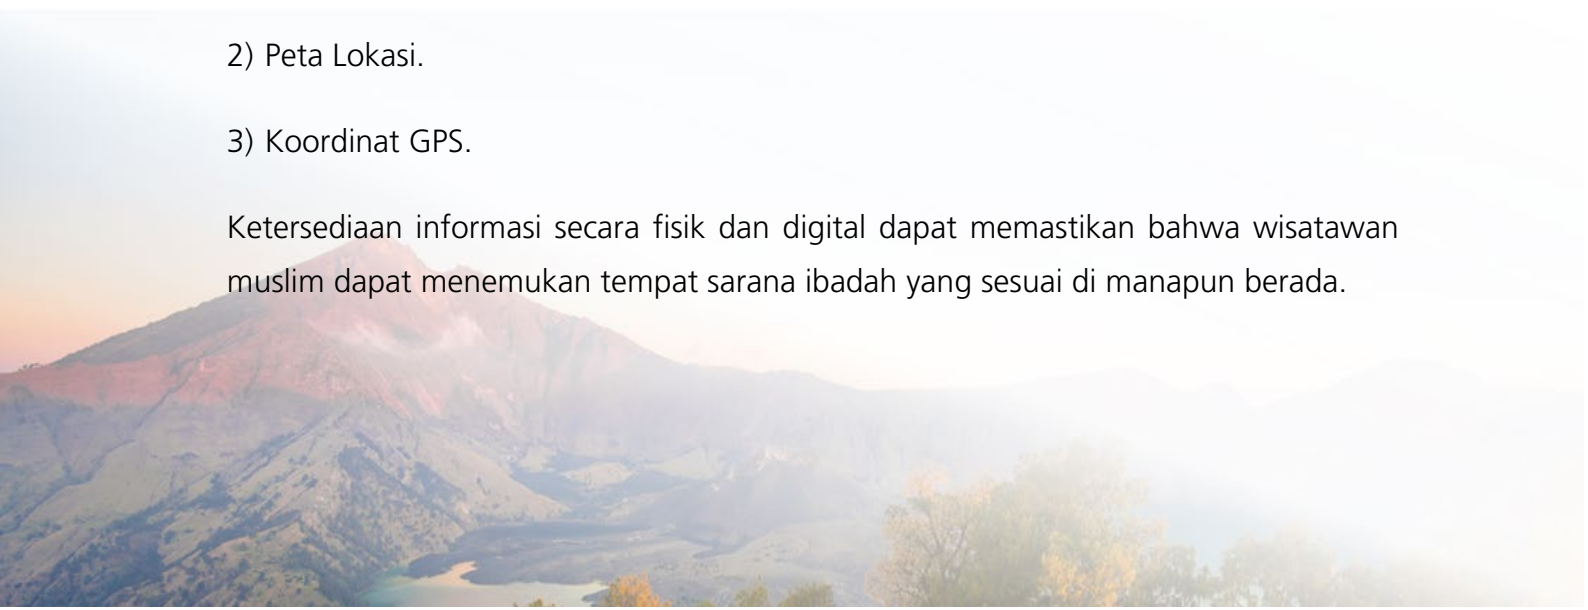 2) Peta Lokasi.
3) Koordinat GPS.
Ketersediaan informasi secara fisik dan digital dapat memastikan bahwa wisatawan
muslim dapat menemukan tempat sarana ibadah yang sesuai di manapun berada.